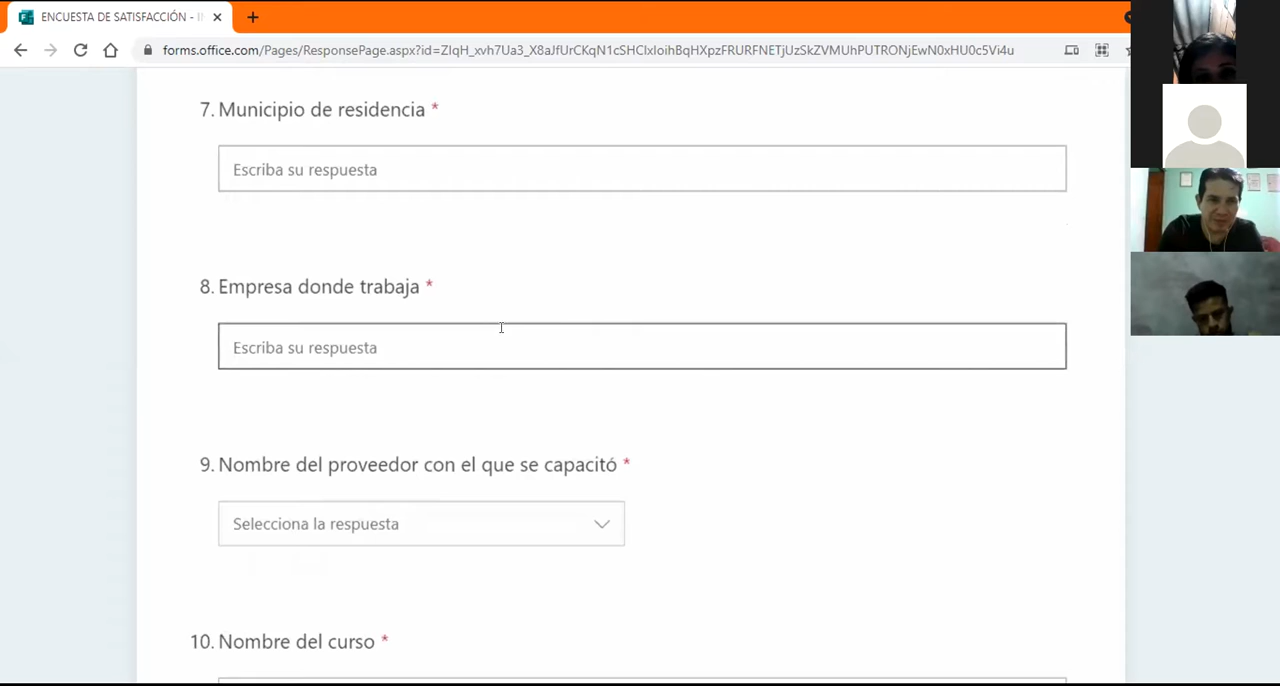 ENCUESTA DE SATISFACCIÓN - IN
forms.office.com/Pages/ResponsePage.aspx?id=ZIqH_xvh7Ua3_X8aJfUrCKqN1cSHClxIoihBqHXpzFRURFNETjUzSkZVMUhPUTRONjEwN0xHU0c5Vi4u
7. Municipio de residencia *
Escriba su respuesta
8. Empresa donde trabaja *
Escriba su respuesta
9. Nombre del proveedor con el que se capacitó *
Selecciona la respuesta
10. Nombre del curso *